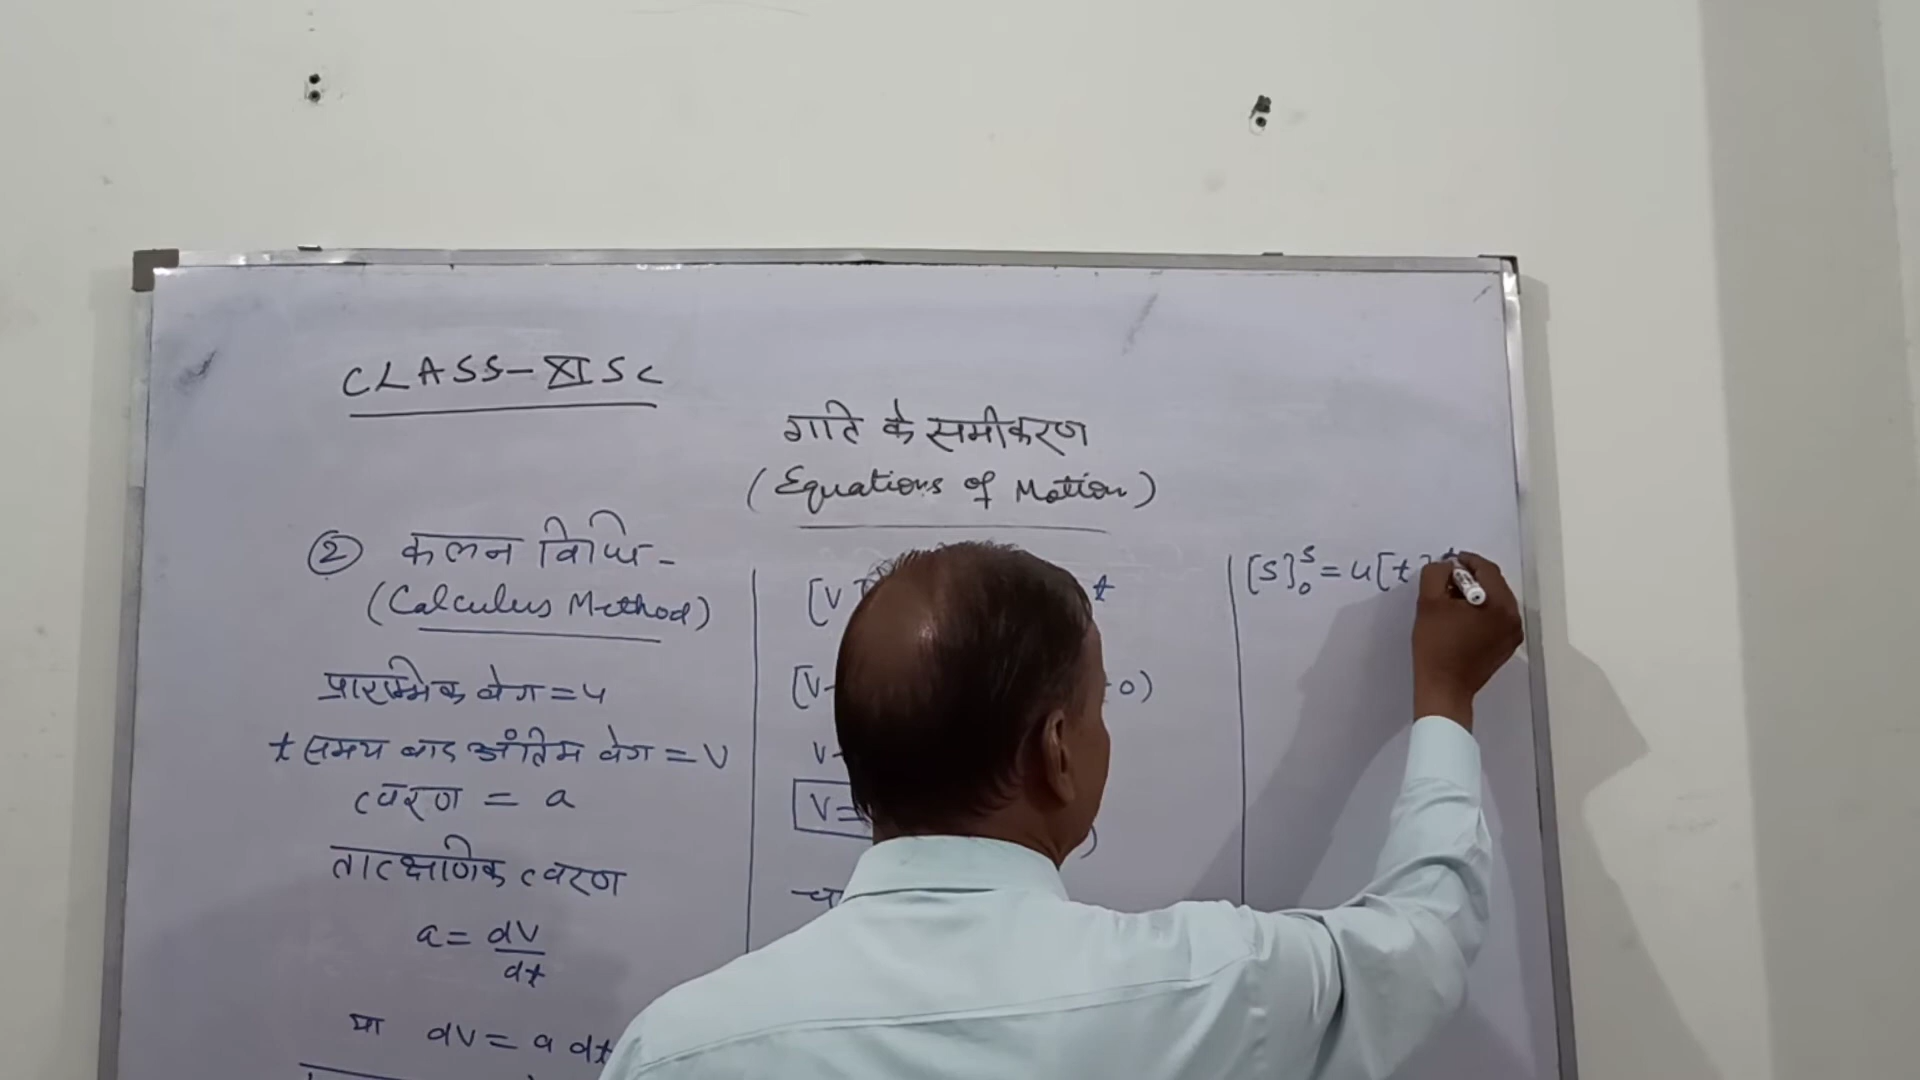 CLASS-XI SC
गति के समीकरण
(Equations of Motion)
② कलन विधि -
(Calculus Method)
प्रारम्भिक वेग = u
t समय बाद अंतिम वेग = V
त्वरण = a
तात्क्षणिक त्वरण
a = dV/dt
या dv = a dt
[V t
[V- 0)
V-
V=
[S]₀ˢ = u[t]